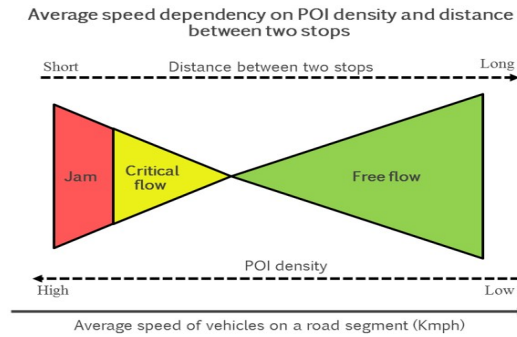 Average speed dependency on POI density and distance
between two stops
Short
Distance between two stops
Long
Jam
Critical
flow
Free flow
POI density
High
Low
Average speed of vehicles on a road segment (Kmph)